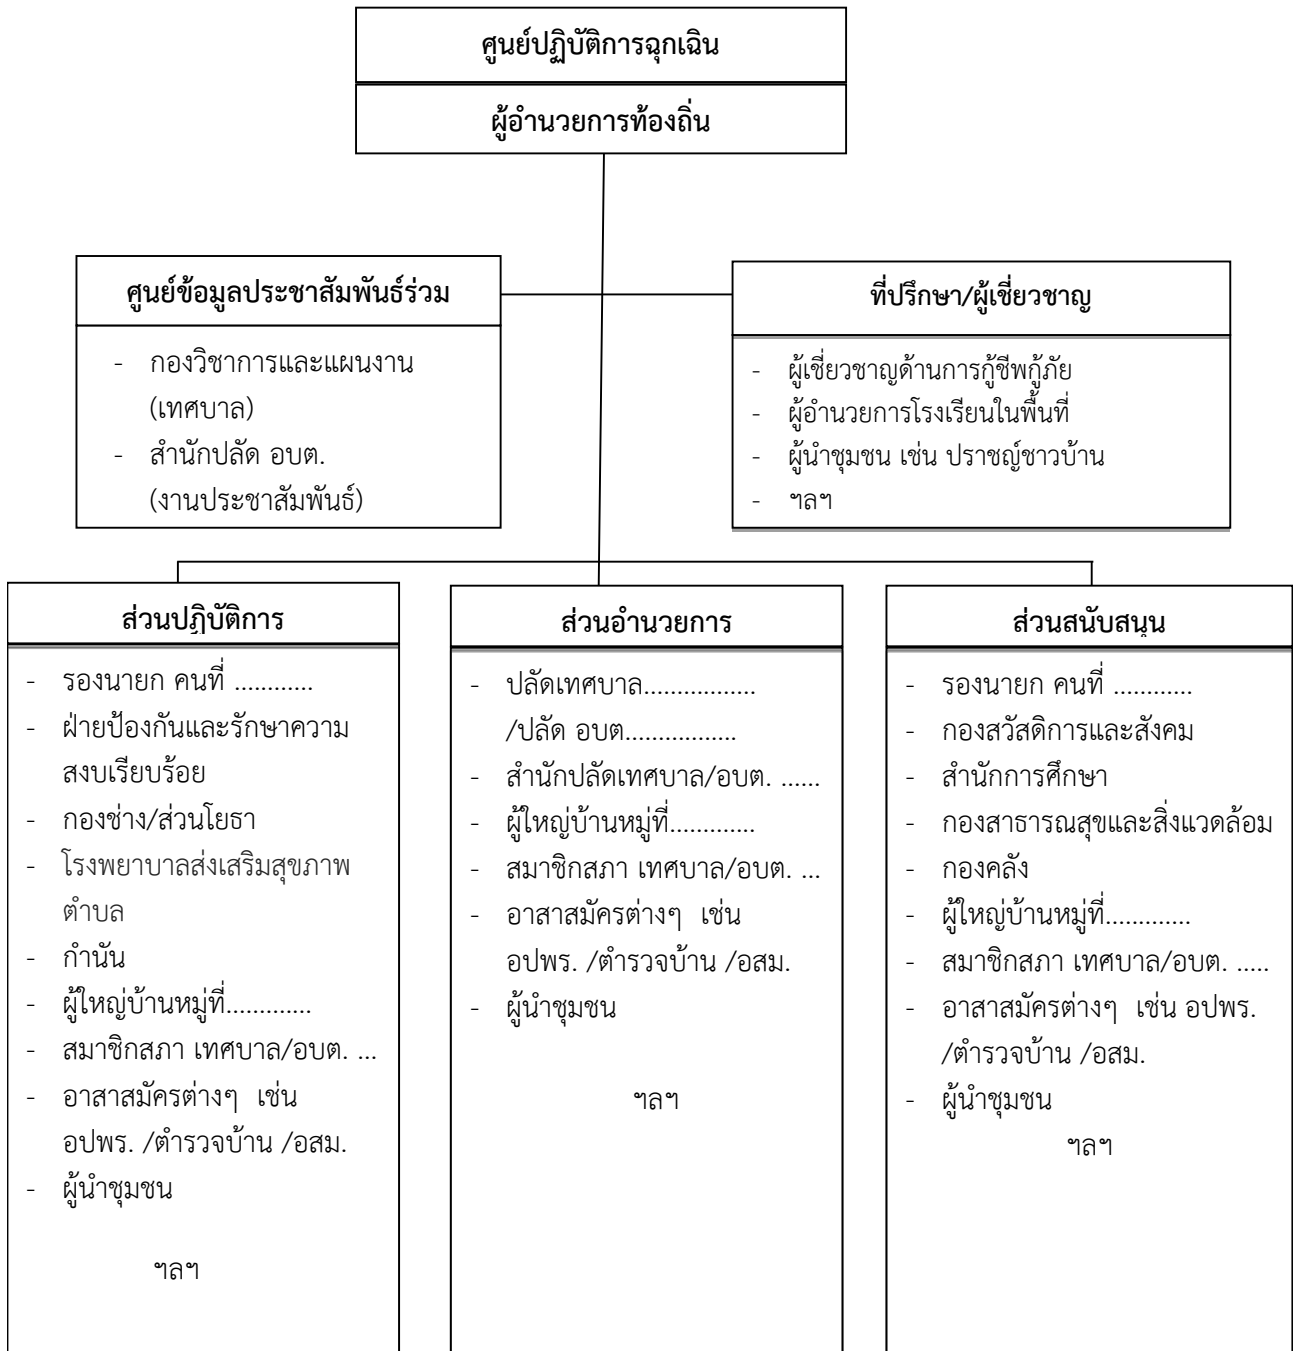 ศูนย์ปฏิบัติการฉุกเฉิน
ผู้อำนวยการท้องถิ่น
ศูนย์ข้อมูลประชาสัมพันธ์ร่วม
- กองวิชาการและแผนงาน
(เทศบาล)
- สำนักปลัด อบต.
(งานประชาสัมพันธ์)
ที่ปรึกษา/ผู้เชี่ยวชาญ
- ผู้เชี่ยวชาญด้านการกู้ชีพกู้ภัย
- ผู้อำนวยการโรงเรียนในพื้นที่
- ผู้นำชุมชน เช่น ปราชญ์ชาวบ้าน
- ฯลฯ
ส่วนปฏิบัติการ
- รองนายก คนที่ ............
- ฝ่ายป้องกันและรักษาความ
สงบเรียบร้อย
- กองช่าง/ส่วนโยธา
- โรงพยาบาลส่งเสริมสุขภาพ
ตำบล
- กำนัน
- ผู้ใหญ่บ้านหมู่ที่.............
- สมาชิกสภา เทศบาล/อบต. ...
- อาสาสมัครต่างๆ เช่น
อปพร. /ตำรวจบ้าน /อสม.
- ผู้นำชุมชน
ฯลฯ
ส่วนอำนวยการ
- ปลัดเทศบาล.................
/ปลัด อบต.................
- สำนักปลัดเทศบาล/อบต. ......
- ผู้ใหญ่บ้านหมู่ที่.............
- สมาชิกสภา เทศบาล/อบต. ...
- อาสาสมัครต่างๆ เช่น
อปพร. /ตำรวจบ้าน /อสม.
- ผู้นำชุมชน
ฯลฯ
ส่วนสนับสนุน
- รองนายก คนที่ ............
- กองสวัสดิการและสังคม
- สำนักการศึกษา
- กองสาธารณสุขและสิ่งแวดล้อม
- กองคลัง
- ผู้ใหญ่บ้านหมู่ที่.............
- สมาชิกสภา เทศบาล/อบต. .....
- อาสาสมัครต่างๆ เช่น อปพร.
/ตำรวจบ้าน /อสม.
- ผู้นำชุมชน
ฯลฯ